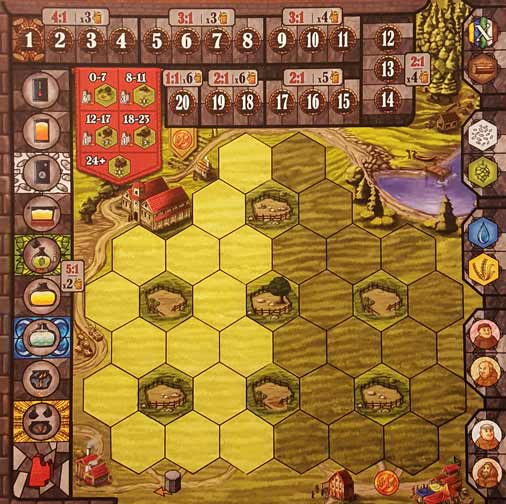 4:1 x3 3:1 x3 3:1 x4
1 2 3 4 5 6 7 8 9 10 11 12
13 2:1 x4
14
0-7 8-11
12-17 18-23
24+
1:1 x6 2:1 x6 2:1 x5
20 19 18 17 16 15
5:1
x2